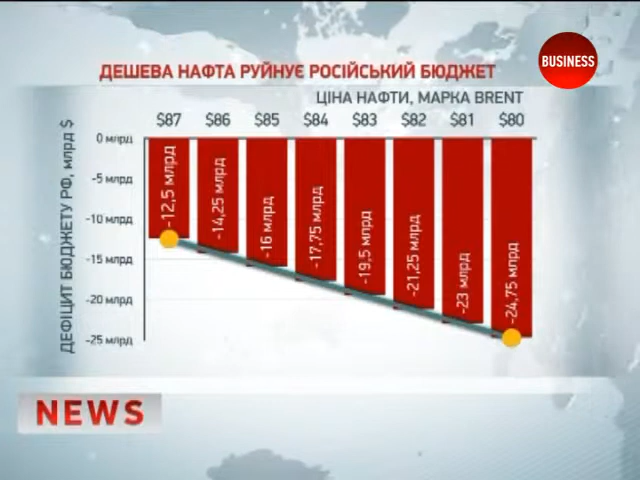 BUSINESS
ДЕШЕВА НАФТА РУЙНУЄ РОСІЙСЬКИЙ БЮДЖЕТ
ЦІНА НАФТИ, МАРКА BRENT
$87 $86 $85 $84 $83 $82 $81 $80
ДЕФІЦИТ БЮДЖЕТУ РФ, млрд $
0 млрд
-5 млрд
-10 млрд
-15 млрд
-20 млрд
-25 млрд
-12,5 млрд
-14,25 млрд
-16 млрд
-17,75 млрд
-19,5 млрд
-21,25 млрд
-23 млрд
-24,75 млрд
NEWS